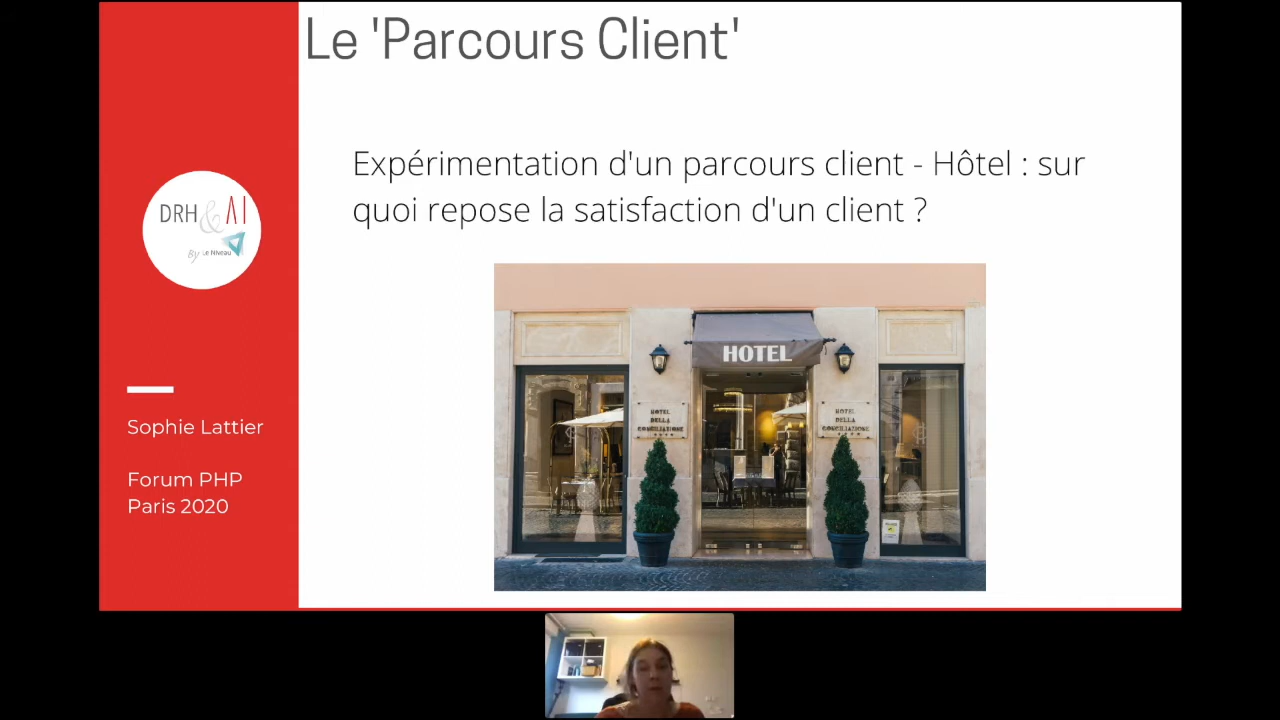 Le 'Parcours Client'
Expérimentation d'un parcours client - Hôtel : sur
quoi repose la satisfaction d'un client ?
DRH & AI
By Le Niveau
Sophie Lattier
Forum PHP
Paris 2020
HOTEL
HOTEL
DELLA
CONCILIAZIONE
HOTEL
DELLA
CONCILIAZIONE